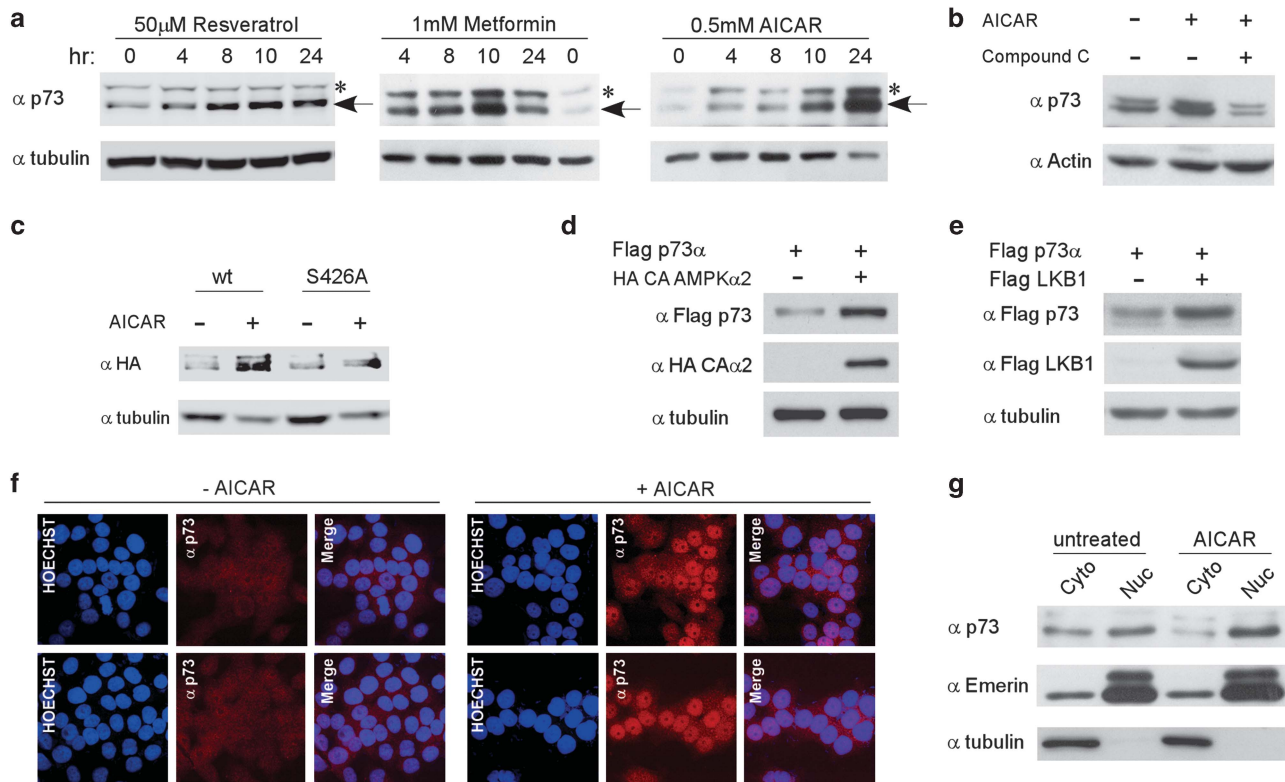 a
50μM Resveratrol
1mM Metformin
0.5mM AICAR
hr: 0 4 8 10 24
4 8 10 24 0
0 4 8 10 24
α p73
*
*
*
α tubulin
b
AICAR - + +
Compound C - - +
α p73
α Actin
c
wt S426A
AICAR - + - +
α HA
α tubulin
d
Flag p73α + +
HA CA AMPKα2 - +
α Flag p73
α HA CAα2
α tubulin
e
Flag p73α + +
Flag LKB1 - +
α Flag p73
α Flag LKB1
α tubulin
f
- AICAR
+ AICAR
HOECHST α p73 Merge HOECHST α p73 Merge
HOECHST α p73 Merge HOECHST α p73 Merge
g
untreated AICAR
Cyto Nuc Cyto Nuc
α p73
α Emerin
α tubulin